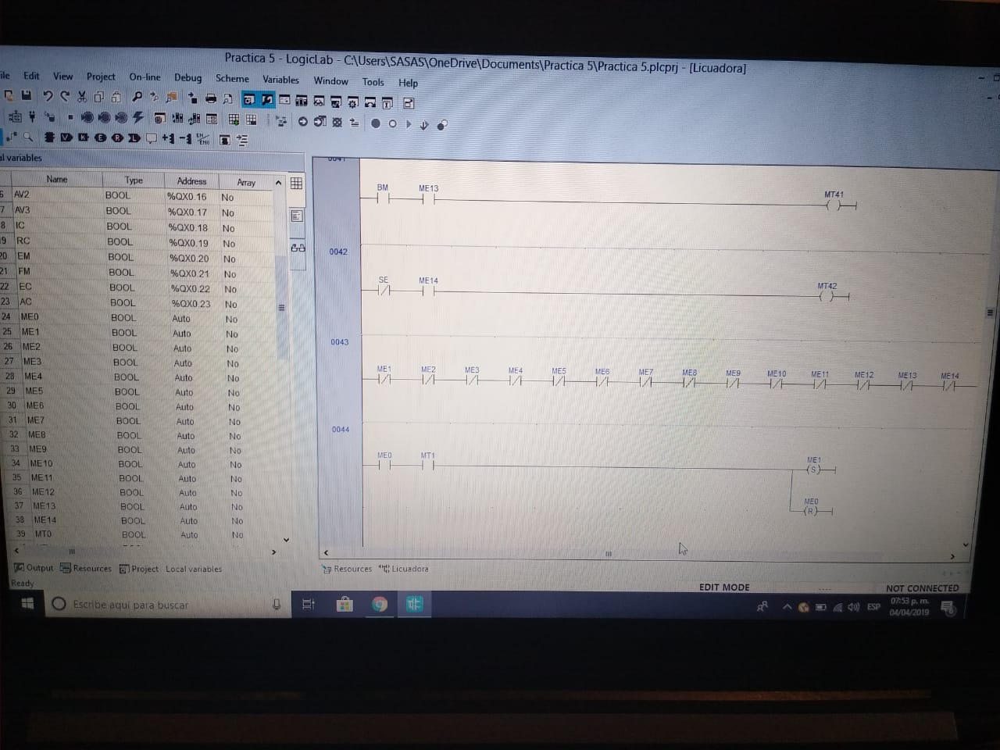 Practica 5 - LogicLab - C:\Users\SASAS\OneDrive\Documents\Practica 5\Practica 5.plcprj - [Licuadora]
ile Edit View Project On-line Debug Scheme Variables Window Tools Help
al variables
Name Type Address Array
6 AV2 BOOL %QX0.16 No
7 AV3 BOOL %QX0.17 No
8 IC BOOL %QX0.18 No
9 RC BOOL %QX0.19 No
20 EM BOOL %QX0.20 No
21 FM BOOL %QX0.21 No
22 EC BOOL %QX0.22 No
23 AC BOOL %QX0.23 No
24 ME0 BOOL Auto No
25 ME1 BOOL Auto No
26 ME2 BOOL Auto No
27 ME3 BOOL Auto No
28 ME4 BOOL Auto No
29 ME5 BOOL Auto No
30 ME6 BOOL Auto No
31 ME7 BOOL Auto No
32 ME8 BOOL Auto No
33 ME9 BOOL Auto No
34 ME10 BOOL Auto No
35 ME11 BOOL Auto No
36 ME12 BOOL Auto No
37 ME13 BOOL Auto No
38 ME14 BOOL Auto No
39 MT0 BOOL Auto No
0041
BM ME13 MT41
0042
SE ME14 MT42
0043
ME1 ME2 ME3 ME4 ME5 ME6 ME7 ME8 ME9 ME10 ME11 ME12 ME13 ME14
0044
ME0 MT1 ME1
S
ME0
R
Output Resources Project Local variables
Resources Licuadora
Ready
EDIT MODE NOT CONNECTED
Escribe aquí para buscar
ESP
07:53 p. m.
04/04/2019